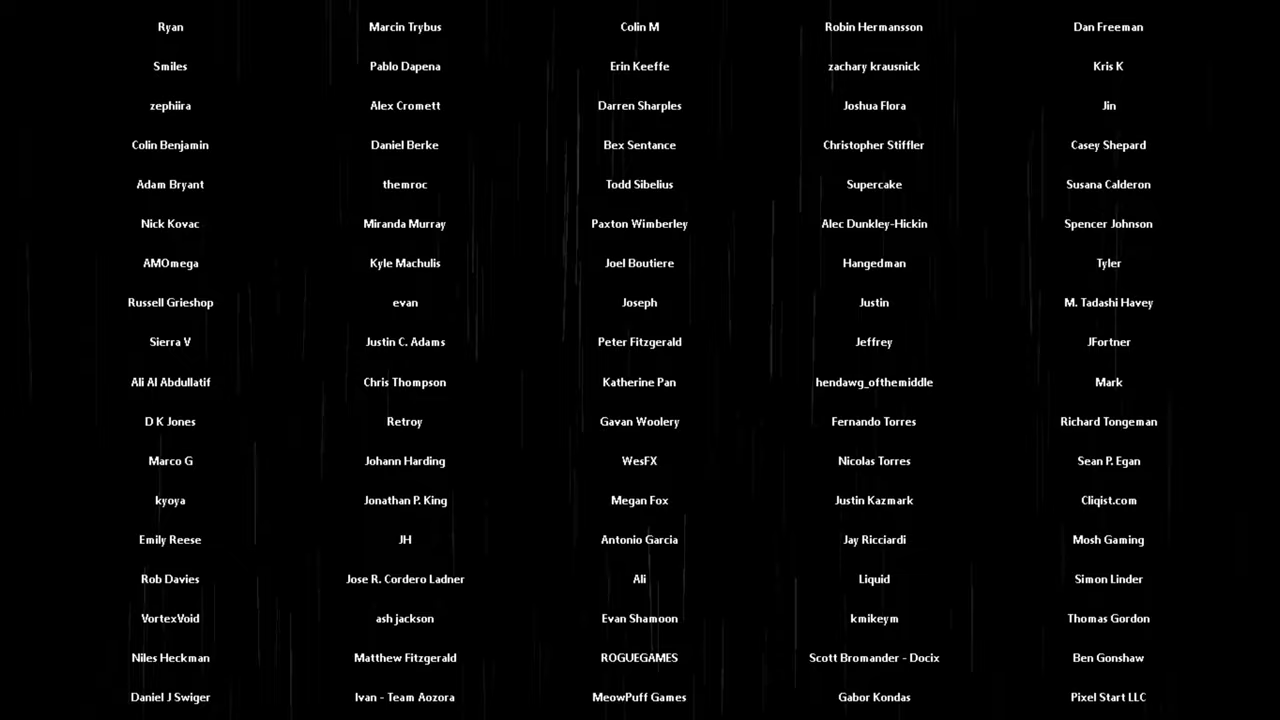 Ryan Marcin Trybus Colin M Robin Hermansson Dan Freeman
Smiles Pablo Dapena Erin Keeffe zachary krausnick Kris K
zephiira Alex Cromett Darren Sharples Joshua Flora Jin
Colin Benjamin Daniel Berke Bex Sentance Christopher Stiffler Casey Shepard
Adam Bryant themroc Todd Sibelius Supercake Susana Calderon
Nick Kovac Miranda Murray Paxton Wimberley Alec Dunkley-Hickin Spencer Johnson
AMOmega Kyle Machulis Joel Boutiere Hangedman Tyler
Russell Grieshop evan Joseph Justin M. Tadashi Havey
Sierra V Justin C. Adams Peter Fitzgerald Jeffrey JFortner
Ali Al Abdullatif Chris Thompson Katherine Pan hendawg_ofthemiddle Mark
D K Jones Retroy Gavan Woolery Fernando Torres Richard Tongeman
Marco G Johann Harding WesFX Nicolas Torres Sean P. Egan
kyoya Jonathan P. King Megan Fox Justin Kazmark Cliqist.com
Emily Reese JH Antonio Garcia Jay Ricciardi Mosh Gaming
Rob Davies Jose R. Cordero Ladner Ali Liquid Simon Linder
VortexVoid ash jackson Evan Shamoon kmikeym Thomas Gordon
Niles Heckman Matthew Fitzgerald ROGUEGAMES Scott Bromander - Docix Ben Gonshaw
Daniel J Swiger Ivan - Team Aozora MeowPuff Games Gabor Kondas Pixel Start LLC